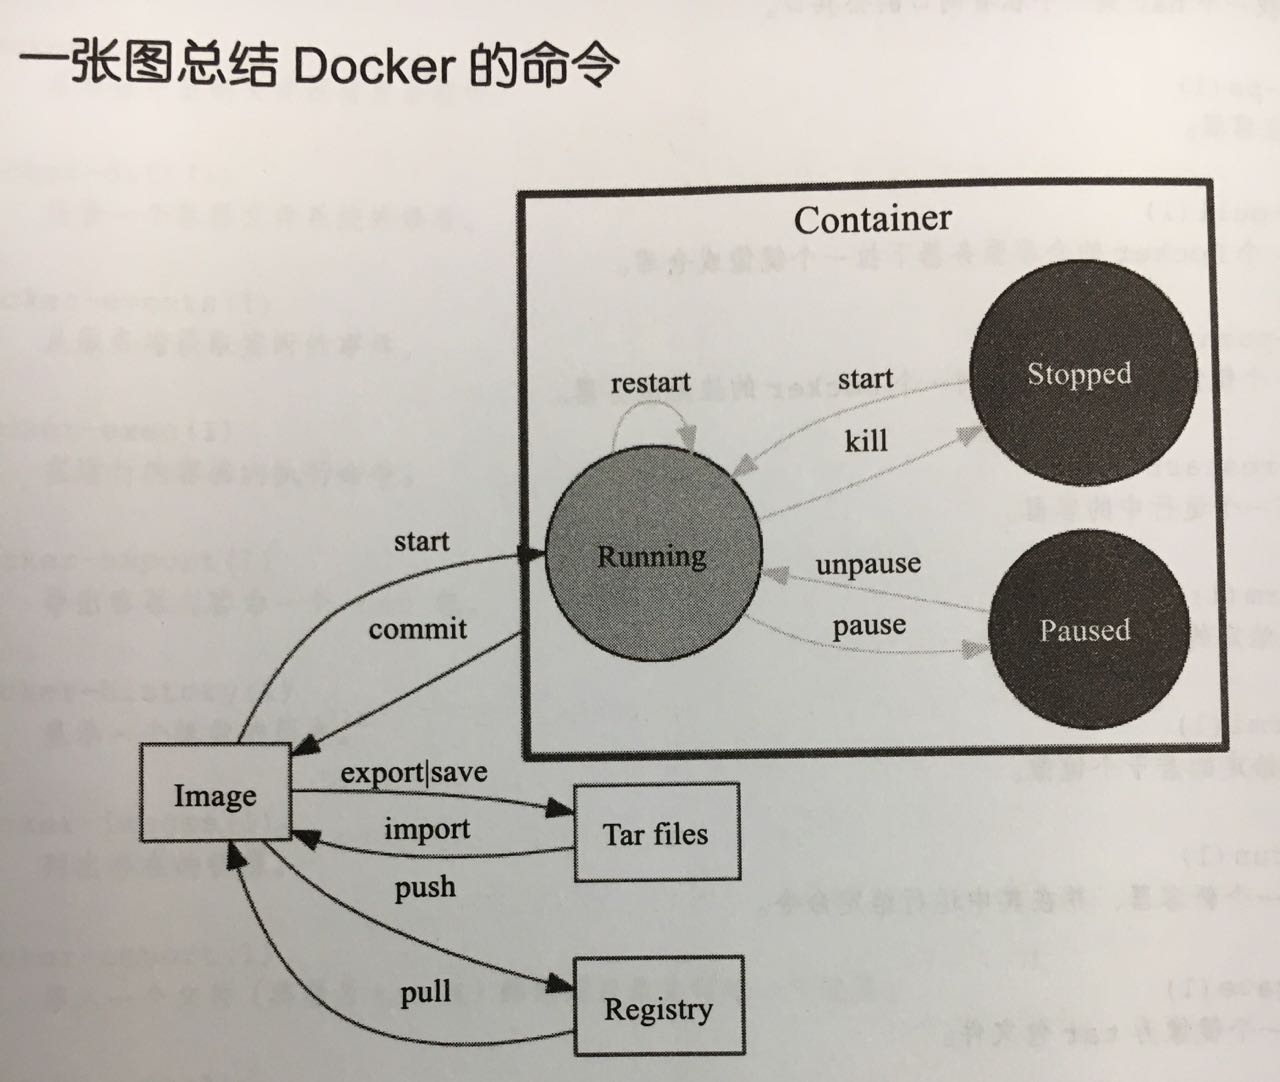 一张图总结 Docker 的命令
Container
Stopped
restart
start
kill
Running
start
unpause
commit
pause
Paused
Image
export|save
Tar files
import
push
pull
Registry